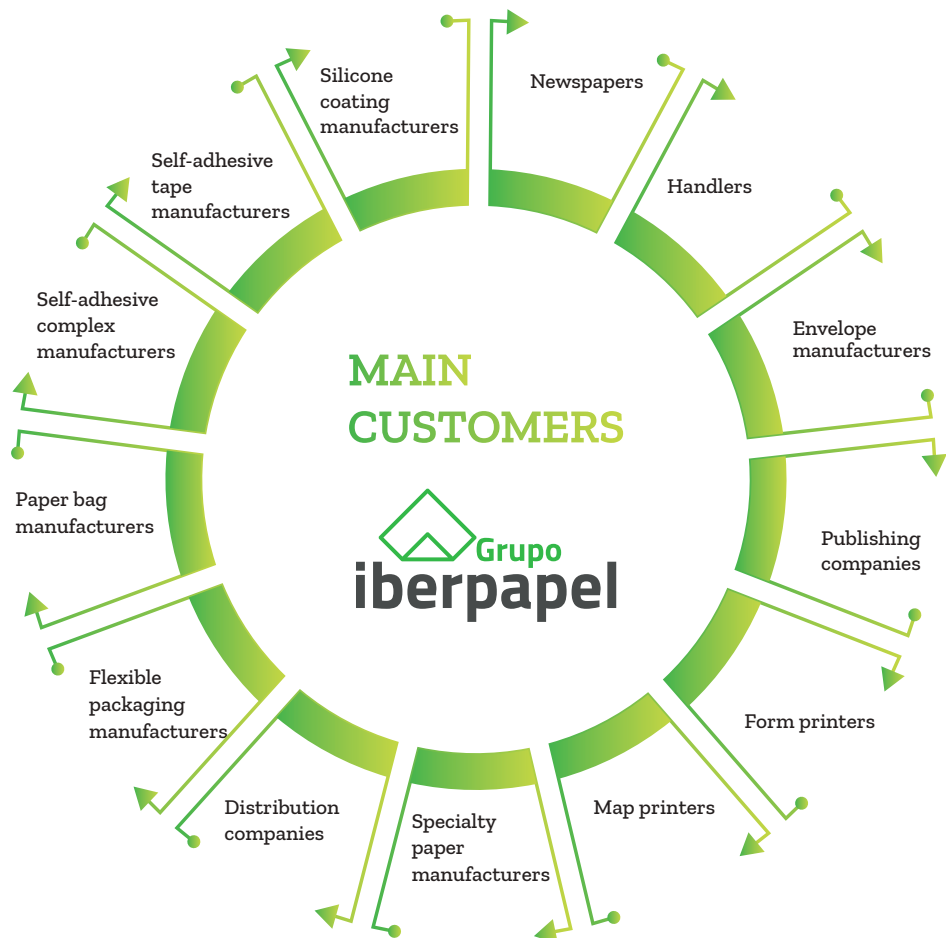 MAIN
CUSTOMERS
Grupo
iberpapel
Newspapers
Handlers
Envelope
manufacturers
Publishing
companies
Form printers
Map printers
Specialty
paper
manufacturers
Distribution
companies
Flexible
packaging
manufacturers
Paper bag
manufacturers
Self-adhesive
complex
manufacturers
Self-adhesive
tape
manufacturers
Silicone
coating
manufacturers